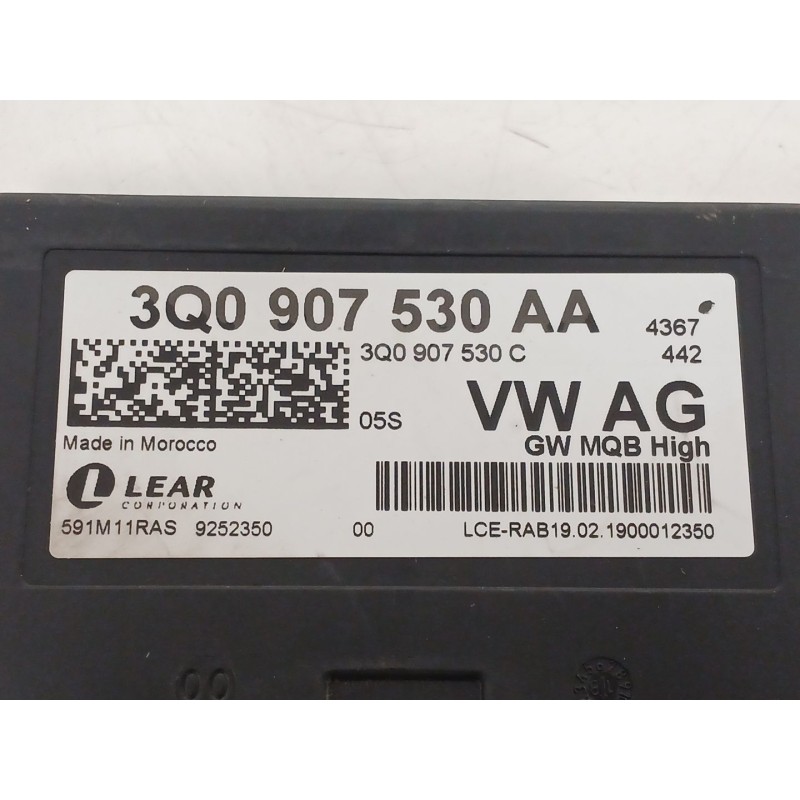 3Q0 907 530 AA
4367
3Q0 907 530 C
442
05S
VW AG
Made in Morocco
GW MQB High
LEAR
CORPORATION
591M11RAS 9252350 00 LCE-RAB19.02.1900012350
00